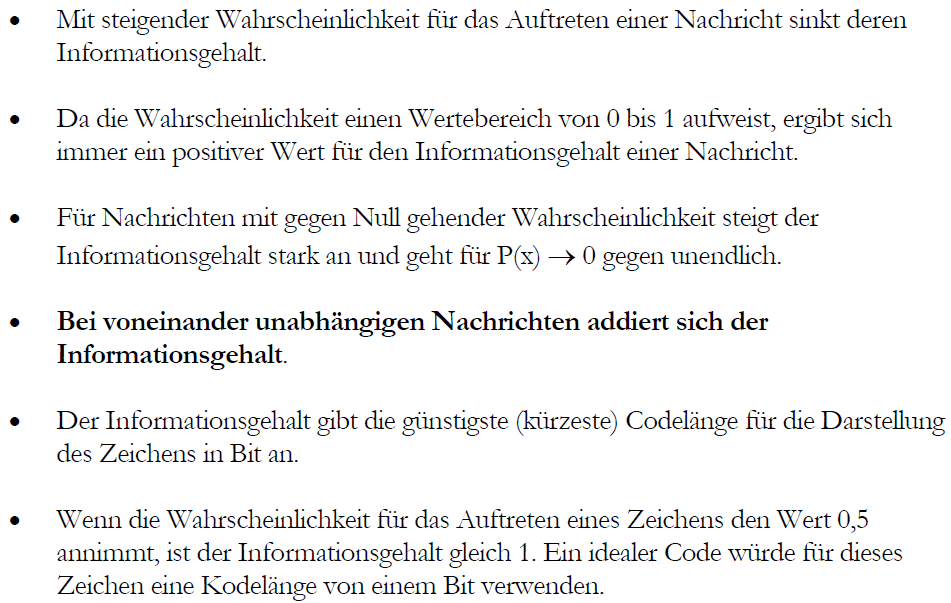 • Mit steigender Wahrscheinlichkeit für das Auftreten einer Nachricht sinkt deren
Informationsgehalt.
• Da die Wahrscheinlichkeit einen Wertebereich von 0 bis 1 aufweist, ergibt sich
immer ein positiver Wert für den Informationsgehalt einer Nachricht.
• Für Nachrichten mit gegen Null gehender Wahrscheinlichkeit steigt der
Informationsgehalt stark an und geht für P(x) → 0 gegen unendlich.
• Bei voneinander unabhängigen Nachrichten addiert sich der
Informationsgehalt.
• Der Informationsgehalt gibt die günstigste (kürzeste) Codelänge für die Darstellung
des Zeichens in Bit an.
• Wenn die Wahrscheinlichkeit für das Auftreten eines Zeichens den Wert 0,5
annimmt, ist der Informationsgehalt gleich 1. Ein idealer Code würde für dieses
Zeichen eine Kodelänge von einem Bit verwenden.